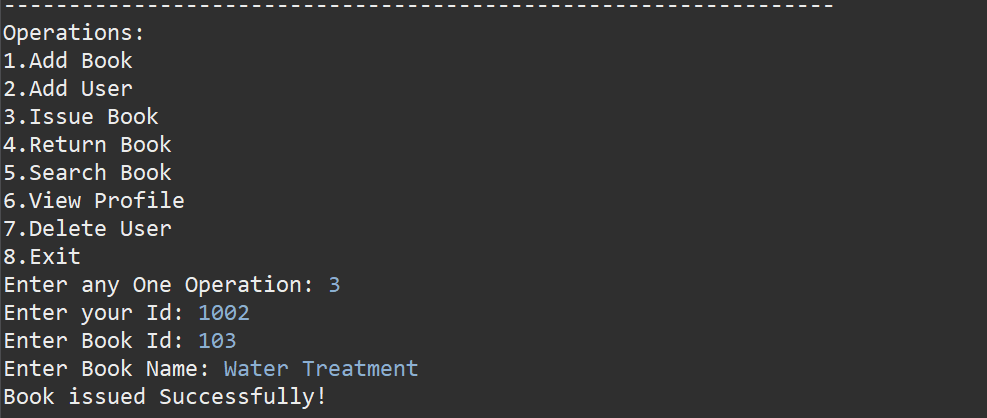 -----------------------------------------------------------------
Operations:
1.Add Book
2.Add User
3.Issue Book
4.Return Book
5.Search Book
6.View Profile
7.Delete User
8.Exit
Enter any One Operation: 3
Enter your Id: 1002
Enter Book Id: 103
Enter Book Name: Water Treatment
Book issued Successfully!